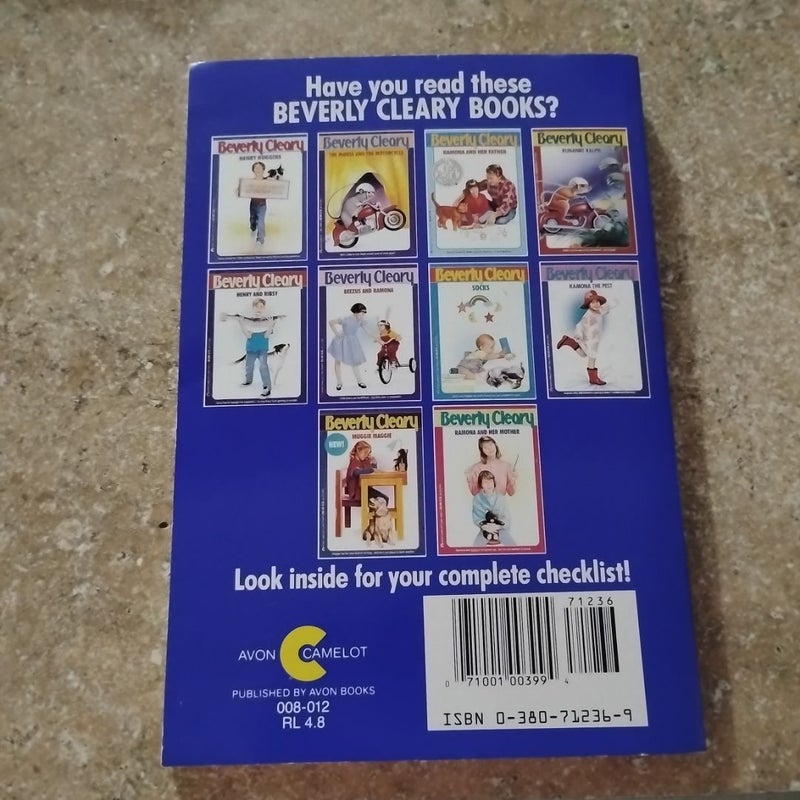 Have you read these
BEVERLY CLEARY BOOKS?
Beverly Cleary
HENRY HUGGINS
Beverly Cleary
THE MOUSE AND THE MOTORCYCLE
Beverly Cleary
RAMONA AND HER FATHER
Beverly Cleary
RUNAWAY RALPH
Beverly Cleary
HENRY AND RIBSY
Beverly Cleary
BEEZUS AND RAMONA
Beverly Cleary
SOCKS
Beverly Cleary
RAMONA THE PEST
Beverly Cleary
MUGGIE MAGGIE
NEW!
Beverly Cleary
RAMONA AND HER MOTHER
Look inside for your complete checklist!
AVON CAMELOT
PUBLISHED BY AVON BOOKS
008-012
RL 4.8
71236
0 71001 00399 4
ISBN 0-380-71236-9